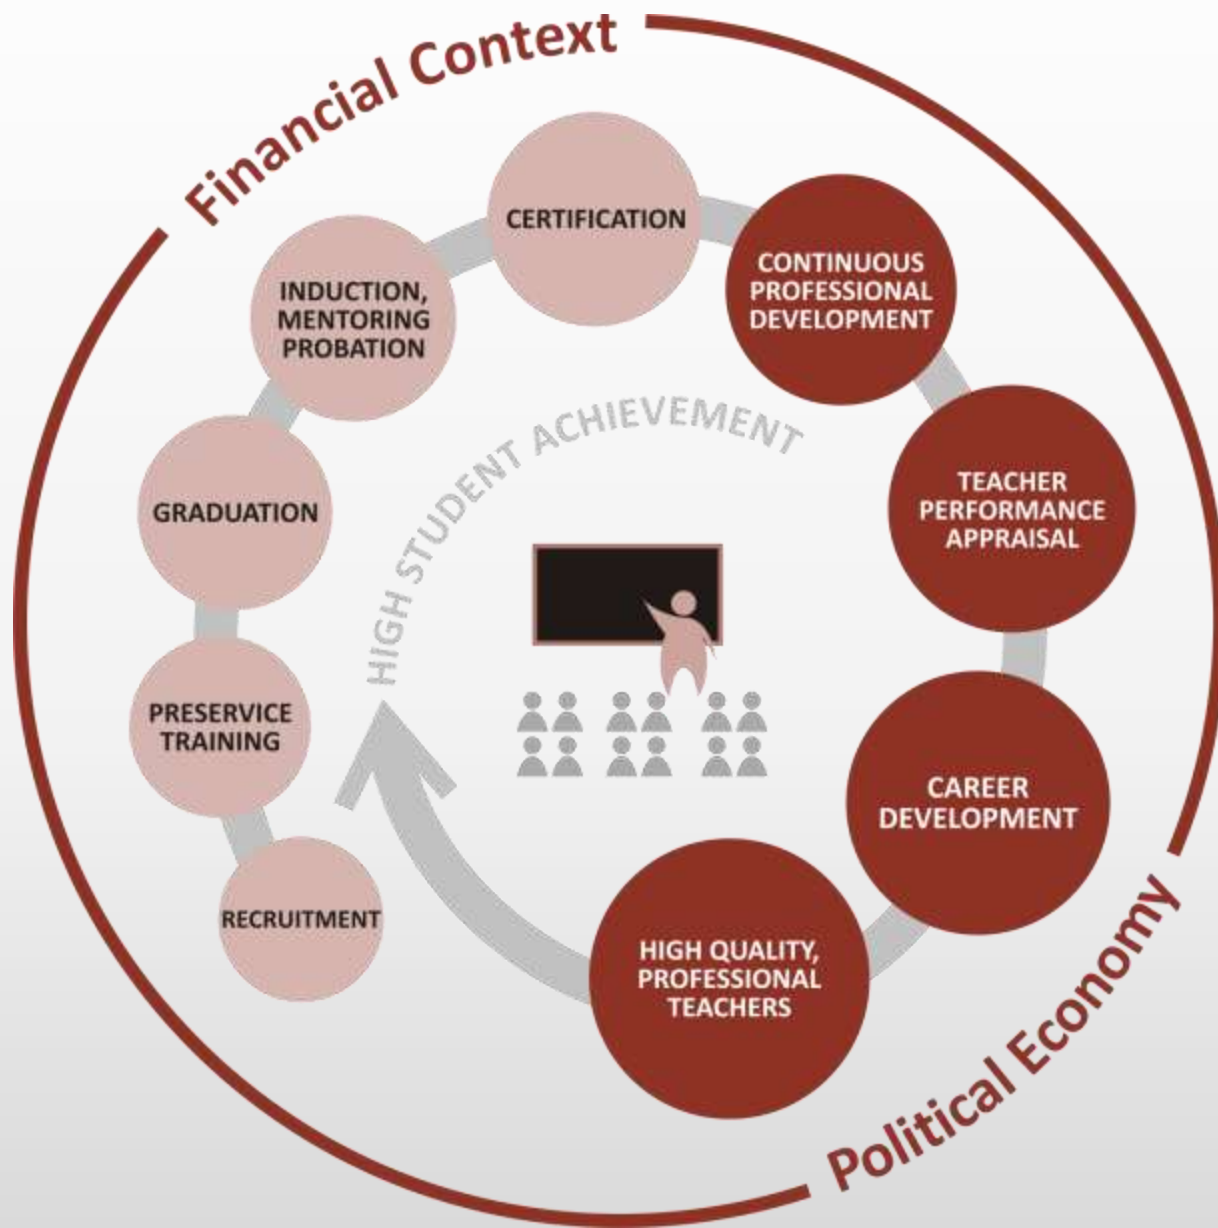 Financial Context
CERTIFICATION
CONTINUOUS
PROFESSIONAL
DEVELOPMENT
INDUCTION,
MENTORING
PROBATION
HIGH STUDENT ACHIEVEMENT
GRADUATION
TEACHER
PERFORMANCE
APPRAISAL
PRESERVICE
TRAINING
CAREER
DEVELOPMENT
RECRUITMENT
HIGH QUALITY,
PROFESSIONAL
TEACHERS
Political Economy